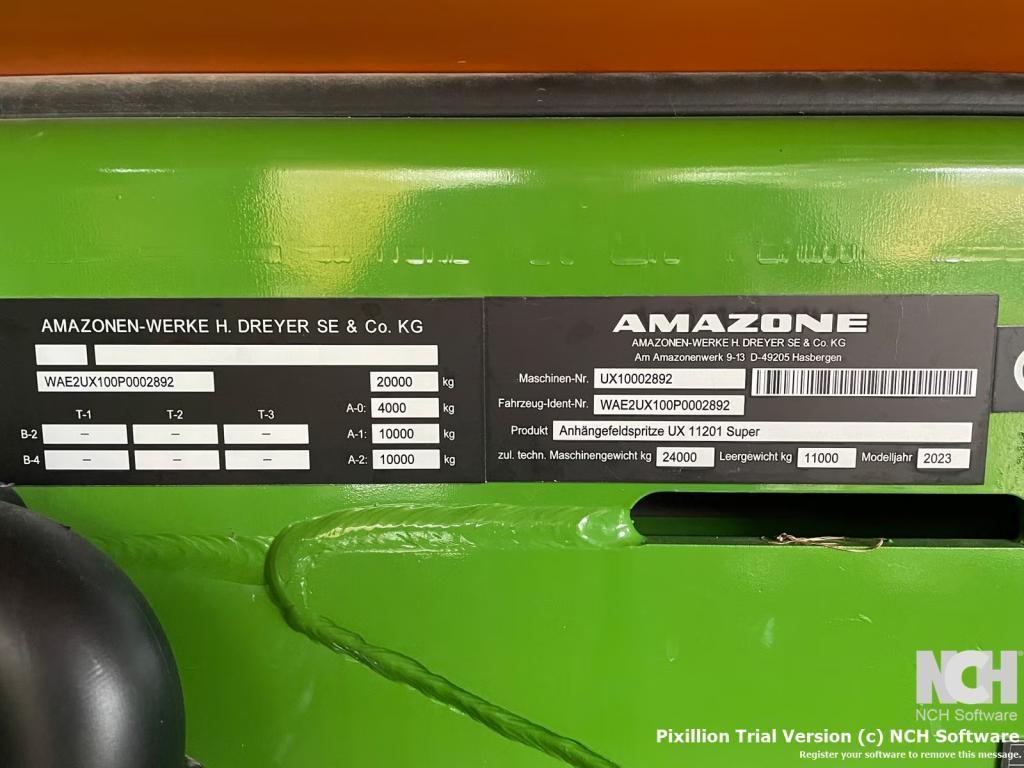 AMAZONEN-WERKE H. DREYER SE & Co. KG
WAE2UX100P0002892 20000 kg
T-1 T-2 T-3 A-0: 4000 kg
B-2 – – – A-1: 10000 kg
B-4 – – – A-2: 10000 kg
AMAZONE
AMAZONEN-WERKE H. DREYER SE & Co. KG
Am Amazonenwerk 9-13 D-49205 Hasbergen
Maschinen-Nr. UX10002892
Fahrzeug-Ident-Nr. WAE2UX100P0002892
Produkt Anhängefeldspritze UX 11201 Super
zul. techn. Maschinengewicht kg 24000 Leergewicht kg 11000 Modelljahr 2023
NCH
NCH Software
Pixillion Trial Version (c) NCH Software
Register your software to remove this message.